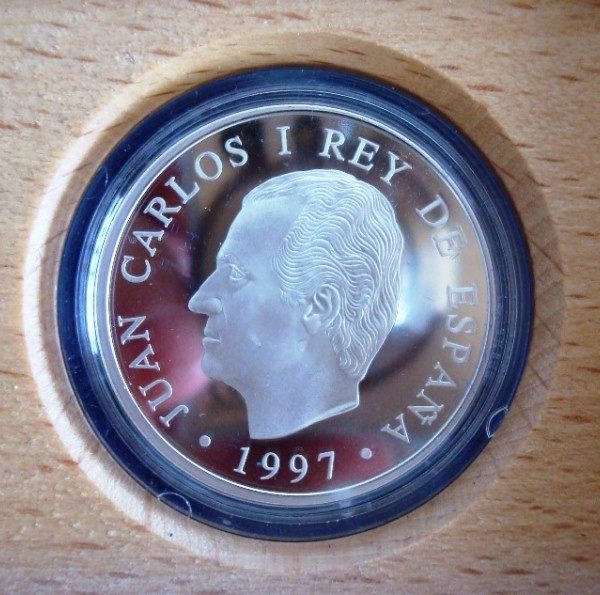 JUAN CARLOS I REY DE ESPAÑA
• 1997 •